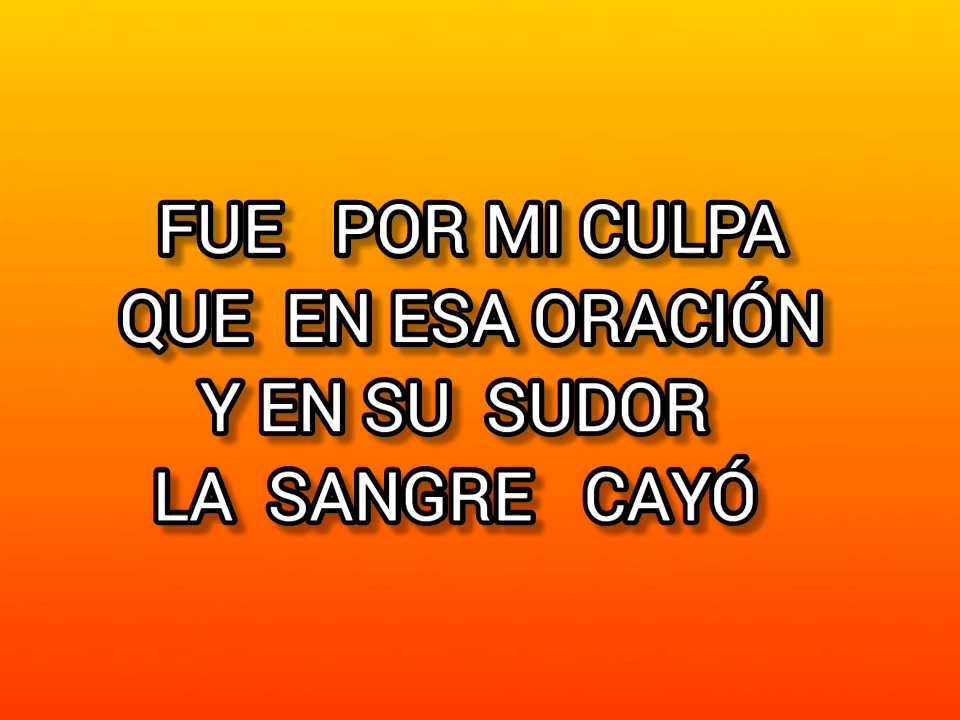 FUE POR MI CULPA
QUE EN ESA ORACIÓN
Y EN SU SUDOR
LA SANGRE CAYÓ